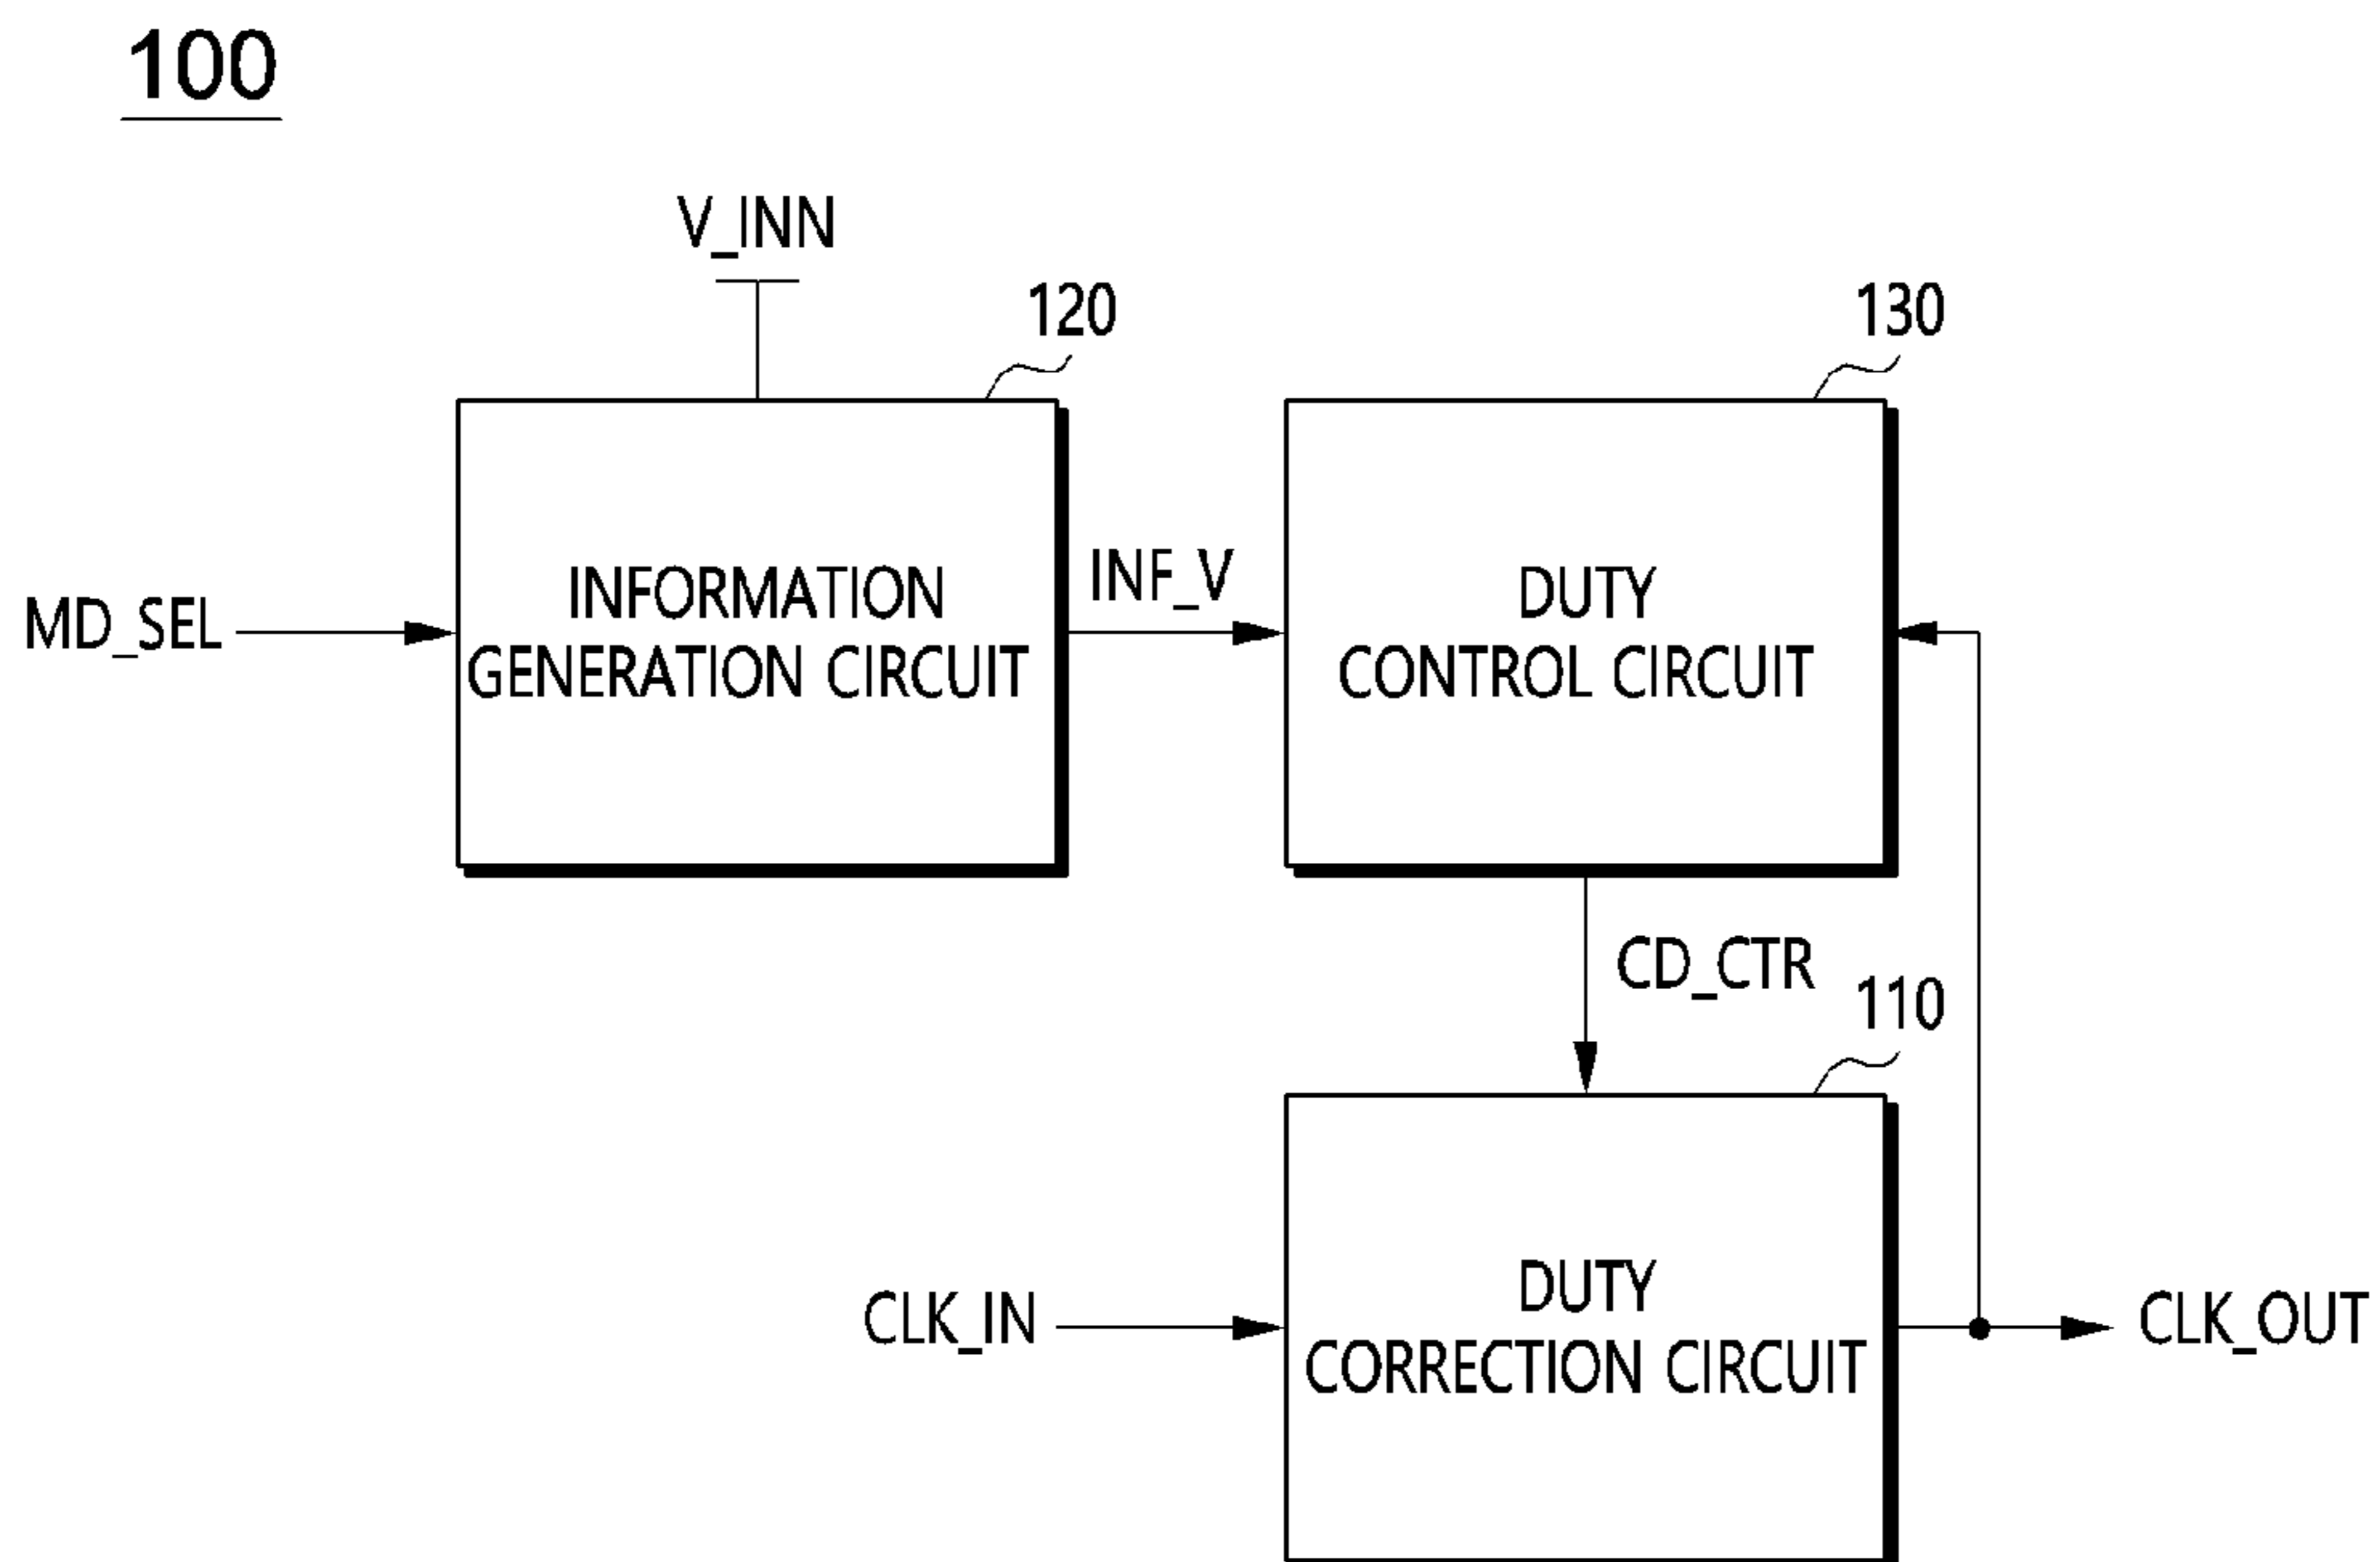 100
V_INN
120
130
MD_SEL
INFORMATION
GENERATION CIRCUIT
INF_V
DUTY
CONTROL CIRCUIT
CD_CTR
110
CLK_IN
DUTY
CORRECTION CIRCUIT
CLK_OUT